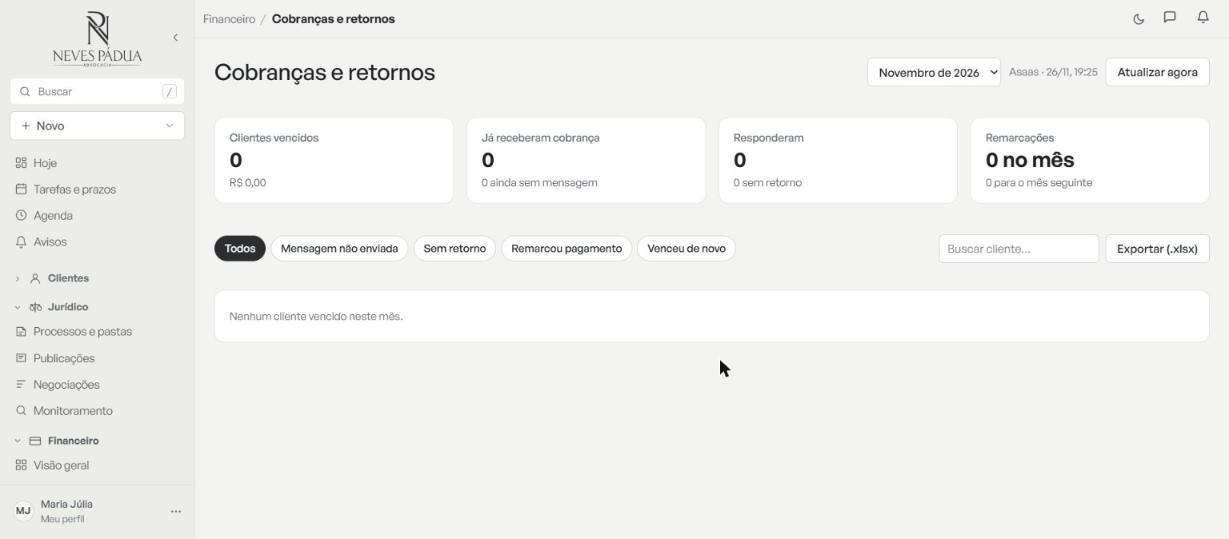 NEVES PÁDUA
ADVOCACIA
Buscar /
+ Novo
Hoje
Tarefas e prazos
Agenda
Avisos
Clientes
Jurídico
Processos e pastas
Publicações
Negociações
Monitoramento
Financeiro
Visão geral
MJ Maria Júlia
Meu perfil
Financeiro / Cobranças e retornos
Cobranças e retornos
Novembro de 2026 Asaas · 26/11, 19:25 Atualizar agora
Clientes vencidos
0
R$ 0,00
Já receberam cobrança
0
0 ainda sem mensagem
Responderam
0
0 sem retorno
Remarcações
0 no mês
0 para o mês seguinte
Todos Mensagem não enviada Sem retorno Remarcou pagamento Venceu de novo Buscar cliente... Exportar (.xlsx)
Nenhum cliente vencido neste mês.